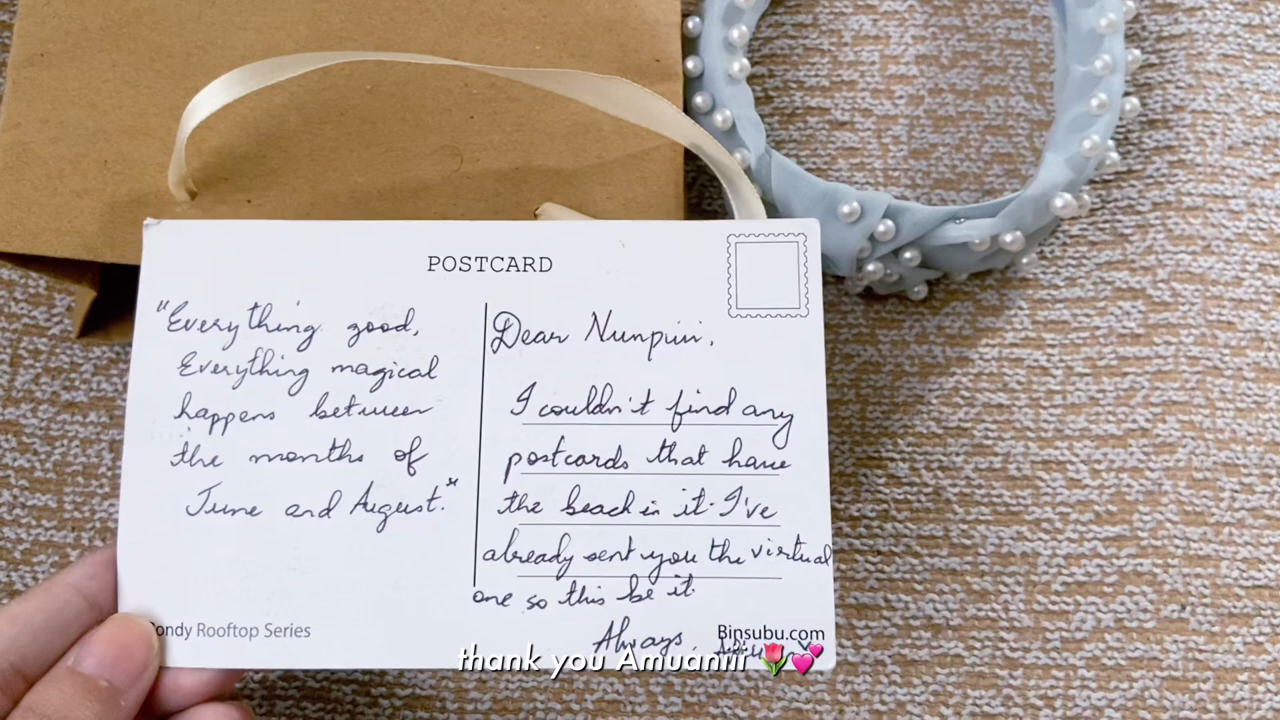 POSTCARD
"Everything good,
Everything magical
happens between
the months of
June and August."
Dear Nunpuii,
I couldn't find any
postcards that have
the beach in it. I've
already sent you the virtual
one so this be it.
Always,
ondy Rooftop Series
Binsubu.com
thank you Amuaniii 🌷💕